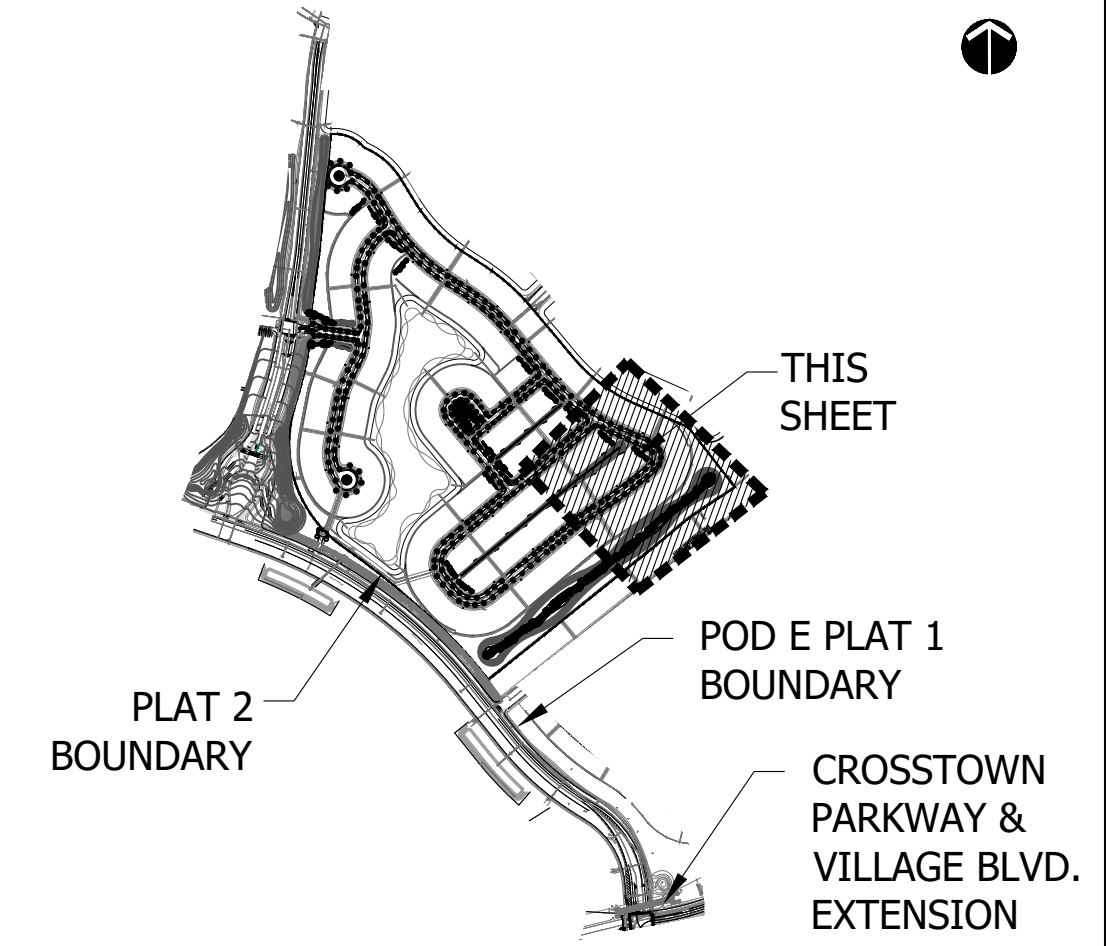 THIS
SHEET
POD E PLAT 1
BOUNDARY
PLAT 2
BOUNDARY
CROSSTOWN
PARKWAY &
VILLAGE BLVD.
EXTENSION